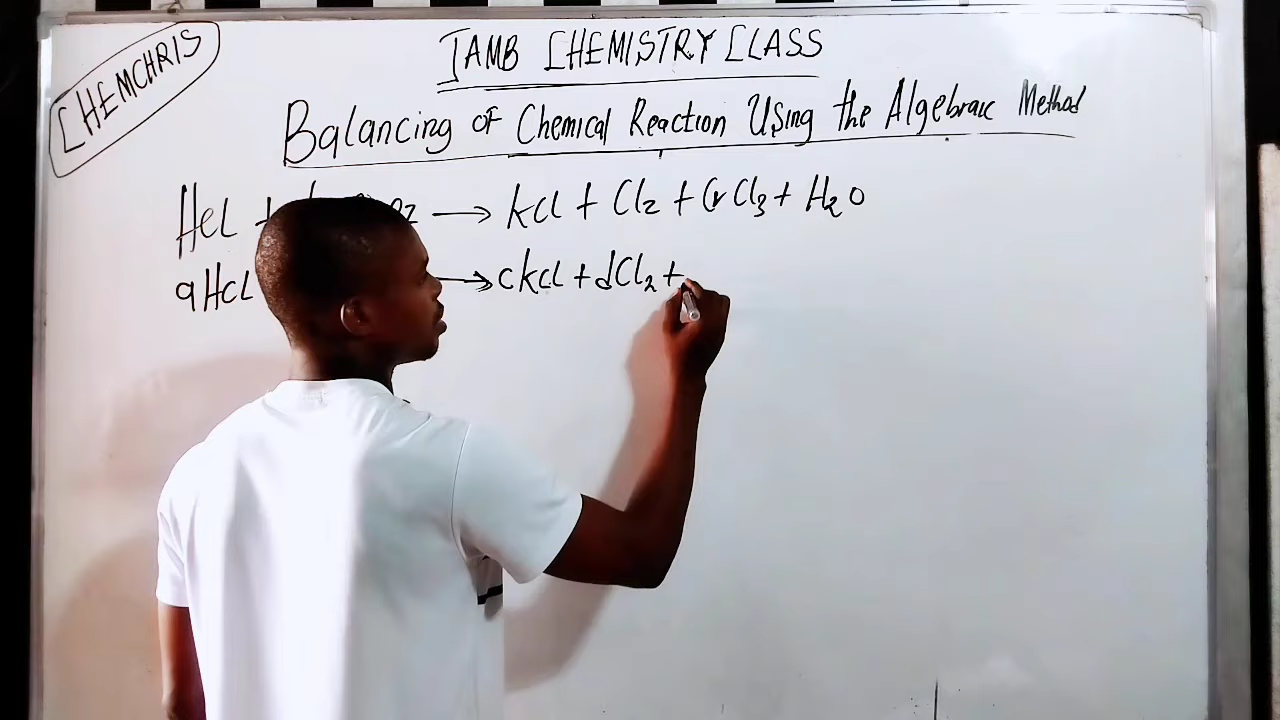 CHEMCHRIS
JAMB CHEMISTRY CLASS
Balancing of Chemical Reaction Using the Algebraic Method
HCL + → KCl + Cl₂ + CrCl₃ + H₂O
aHCL → cKCl + dCl₂ +